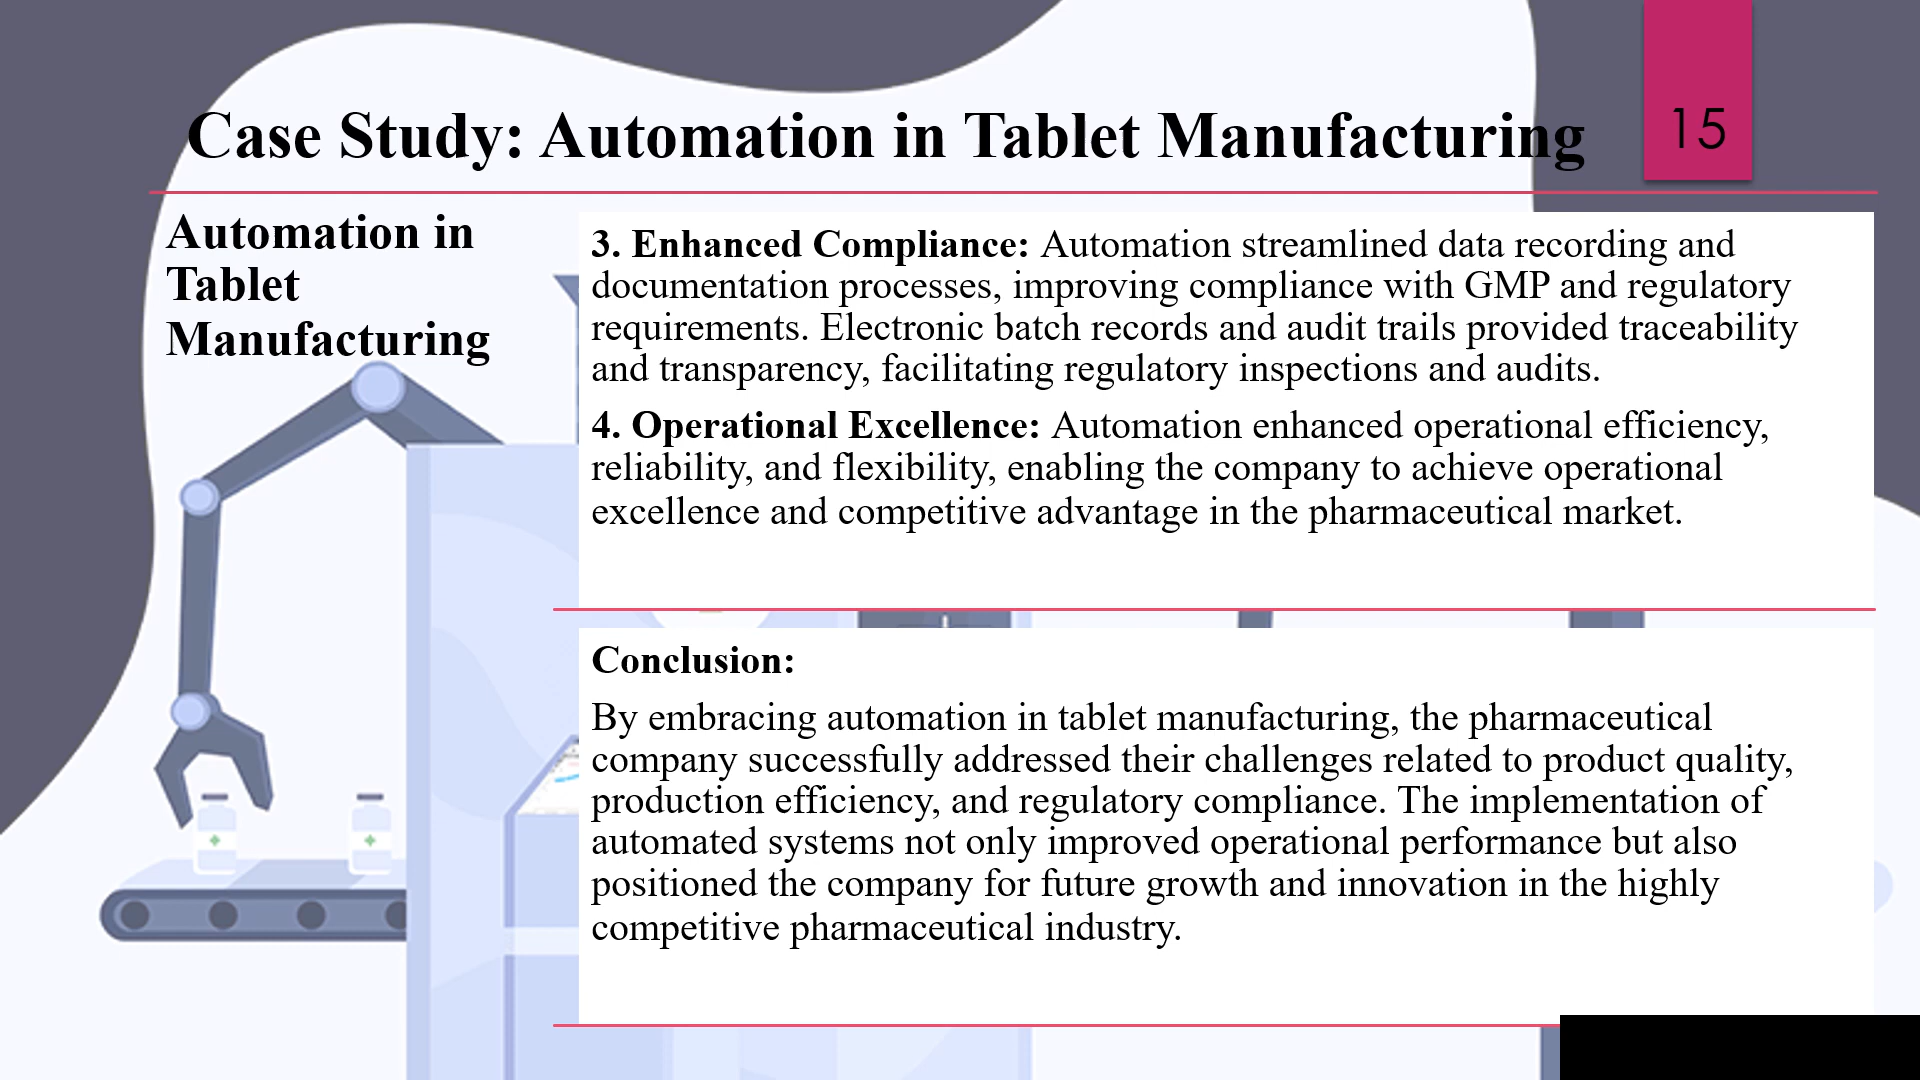 Case Study: Automation in Tablet Manufacturing
15
Automation in
Tablet
Manufacturing
3. Enhanced Compliance: Automation streamlined data recording and
documentation processes, improving compliance with GMP and regulatory
requirements. Electronic batch records and audit trails provided traceability
and transparency, facilitating regulatory inspections and audits.
4. Operational Excellence: Automation enhanced operational efficiency,
reliability, and flexibility, enabling the company to achieve operational
excellence and competitive advantage in the pharmaceutical market.
Conclusion:
By embracing automation in tablet manufacturing, the pharmaceutical
company successfully addressed their challenges related to product quality,
production efficiency, and regulatory compliance. The implementation of
automated systems not only improved operational performance but also
positioned the company for future growth and innovation in the highly
competitive pharmaceutical industry.